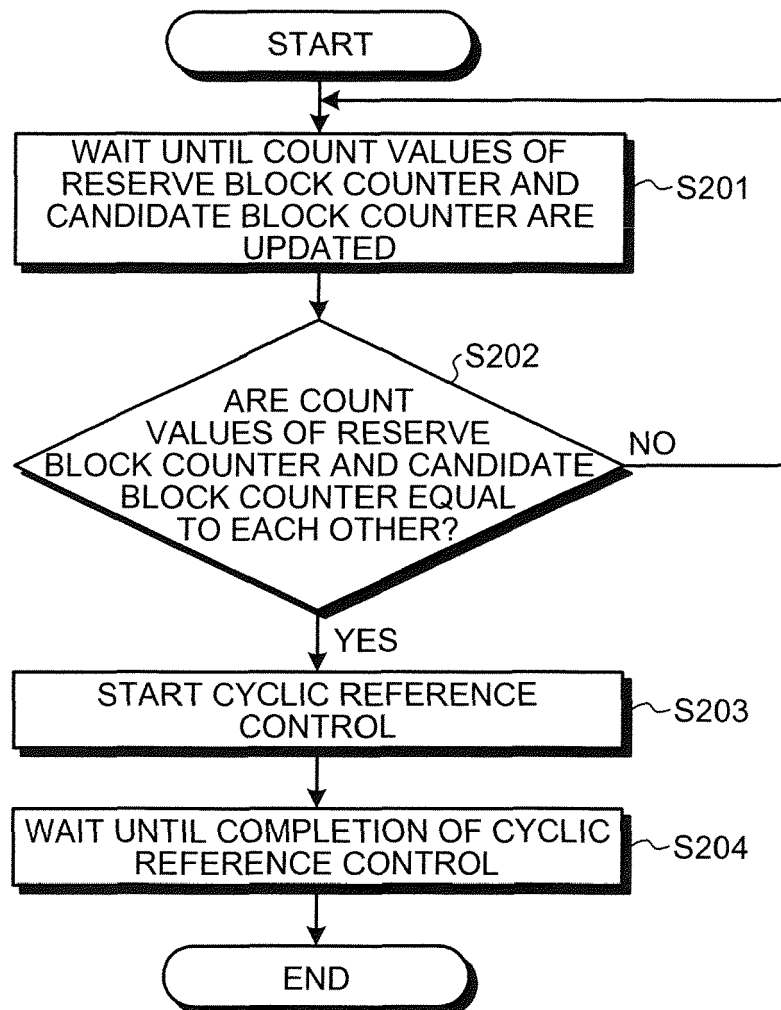 START
WAIT UNTIL COUNT VALUES OF
RESERVE BLOCK COUNTER AND
CANDIDATE BLOCK COUNTER ARE
UPDATED
S201
S202
ARE COUNT
VALUES OF RESERVE
BLOCK COUNTER AND CANDIDATE
BLOCK COUNTER EQUAL
TO EACH OTHER?
NO
YES
START CYCLIC REFERENCE
CONTROL
S203
WAIT UNTIL COMPLETION OF CYCLIC
REFERENCE CONTROL
S204
END